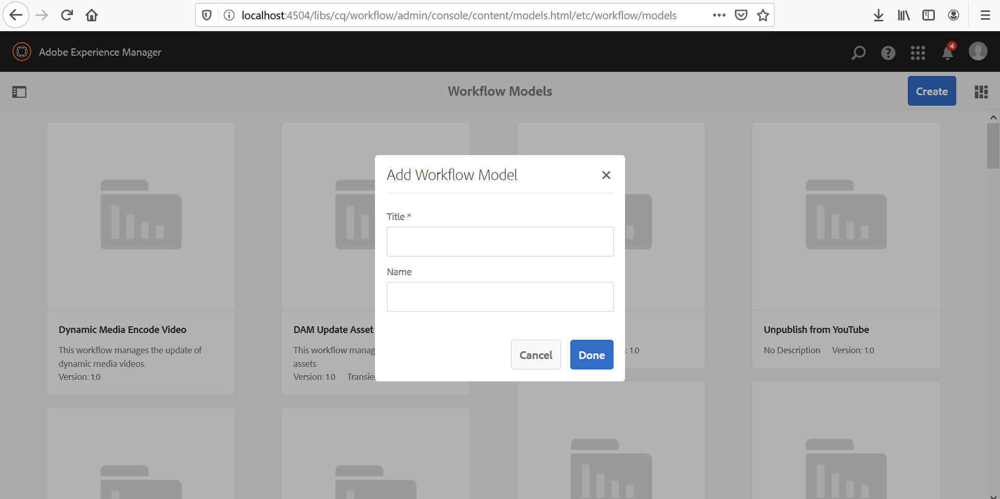 localhost:4504/libs/cq/workflow/admin/console/content/models.html/etc/workflow/models
Adobe Experience Manager
?
4
Workflow Models
Create
Add Workflow Model
Title *
Name
Cancel
Done
Dynamic Media Encode Video
This workflow manages the update of
dynamic media videos.
Version: 1.0
DAM Update Asset
This workflow manag
assets
Version: 1.0 Transie
: 1.0
Unpublish from YouTube
No Description Version: 1.0